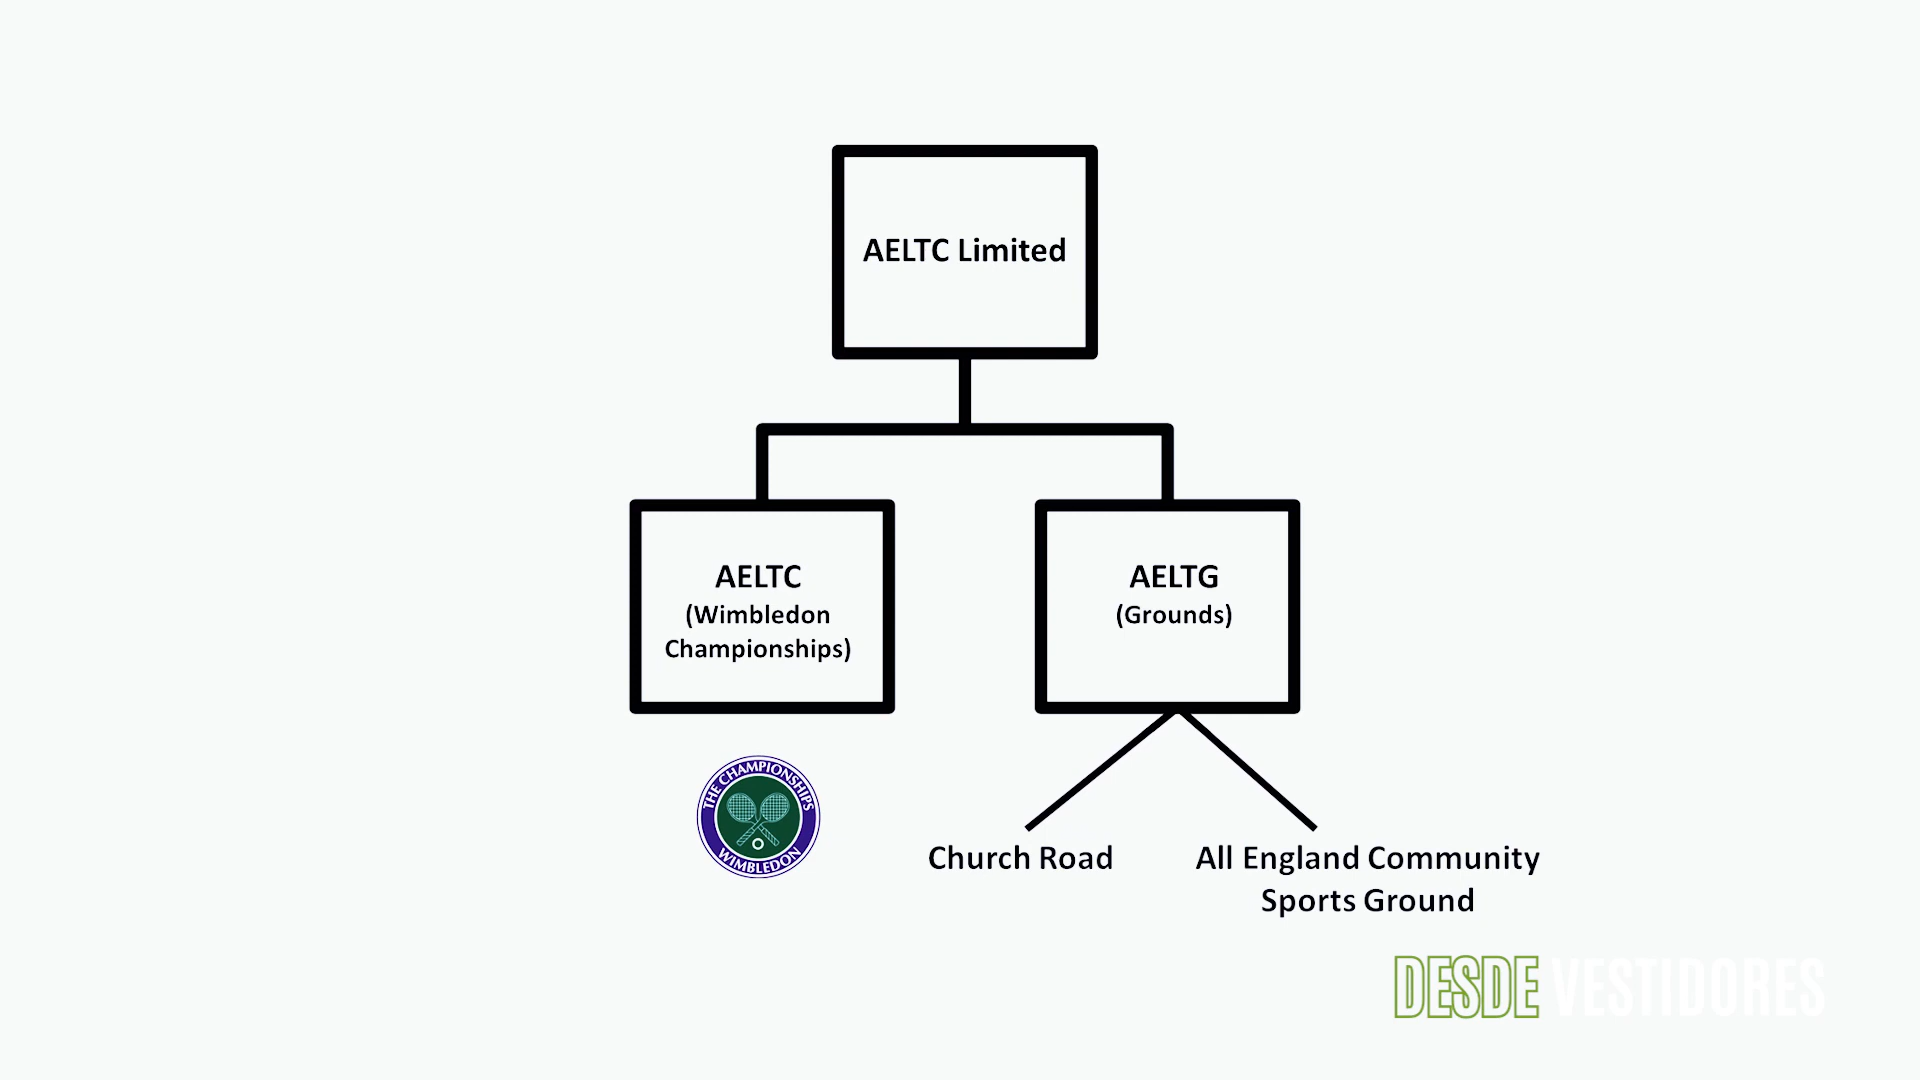 AELTC Limited
AELTC
(Wimbledon
Championships)
AELTG
(Grounds)
THE CHAMPIONSHIPS
WIMBLEDON
Church Road
All England Community
Sports Ground
DESDE VESTIDORES